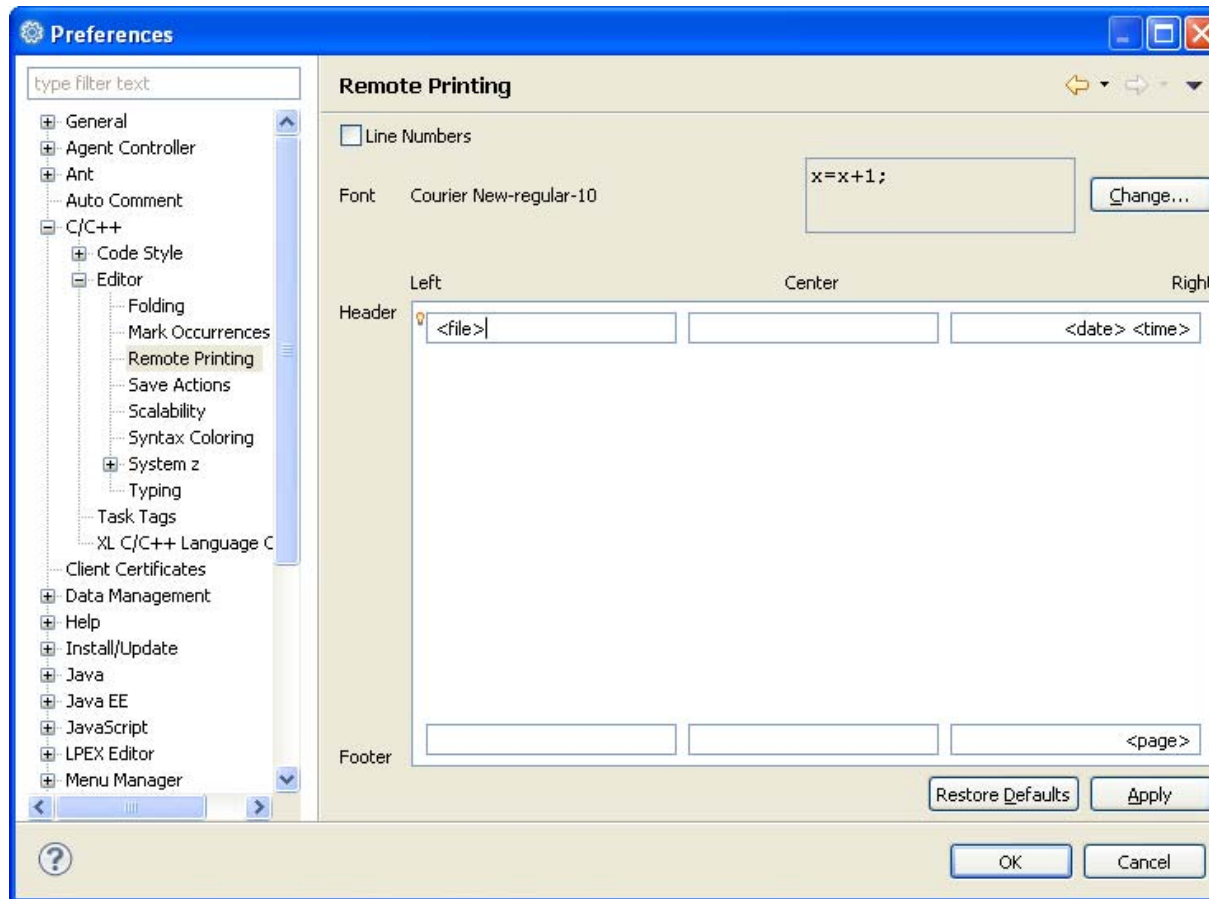 Preferences
type filter text
General
Agent Controller
Ant
Auto Comment
C/C++
Code Style
Editor
Folding
Mark Occurrences
Remote Printing
Save Actions
Scalability
Syntax Coloring
System z
Typing
Task Tags
XL C/C++ Language C
Client Certificates
Data Management
Help
Install/Update
Java
Java EE
JavaScript
LPEX Editor
Menu Manager
Remote Printing
Line Numbers
Font Courier New-regular-10 x=x+1; Change...
Left Center Right
Header <file> <date> <time>
Footer <page>
Restore Defaults Apply
? OK Cancel